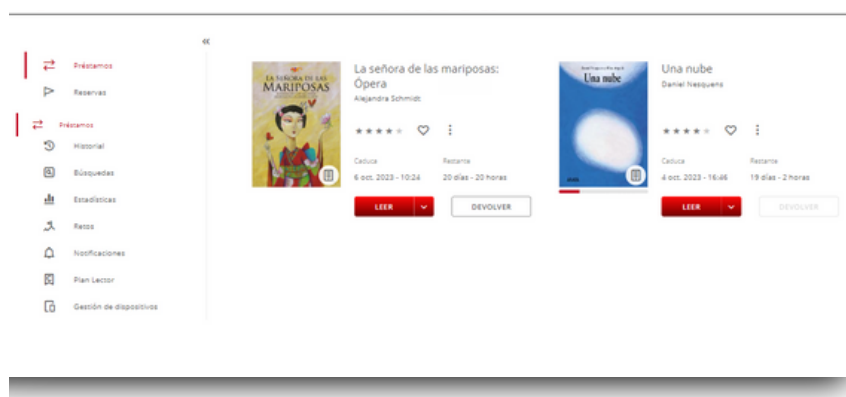 Préstamos
Reservas
Préstamos
Historial
Búsquedas
Estadísticas
Retos
Notificaciones
Plan Lector
Gestión de dispositivos
LA SEÑORA DE LAS
MARIPOSAS
La señora de las mariposas:
Ópera
Alejandra Schmidt
Caduca Restante
6 oct. 2023 - 10:24 20 días - 20 horas
LEER DEVOLVER
Una nube
Una nube
Daniel Nesquens
Caduca Restante
4 oct. 2023 - 16:46 19 días - 2 horas
LEER DEVOLVER